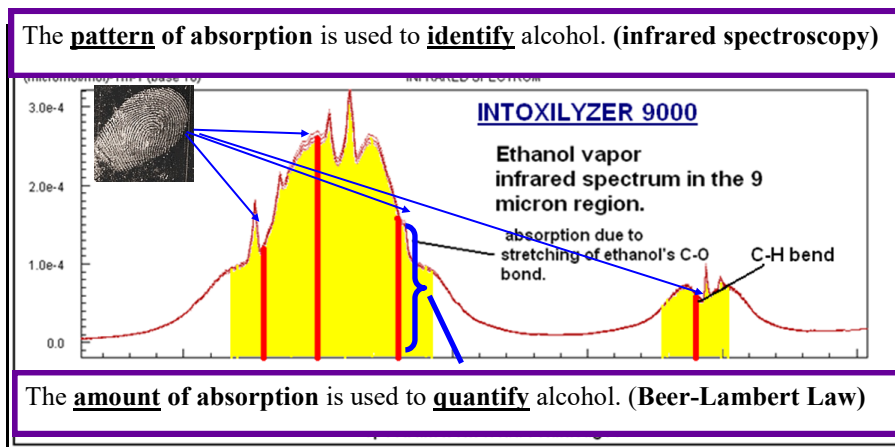 The pattern of absorption is used to identify alcohol. (infrared spectroscopy)
INTOXILYZER 9000
3.0e-4
Ethanol vapor
infrared spectrum in the 9
micron region.
2.0e-4
absorption due to
stretching of ethanol's C-O
bond.
C-H bend
1.0e-4
0.0
The amount of absorption is used to quantify alcohol. (Beer-Lambert Law)